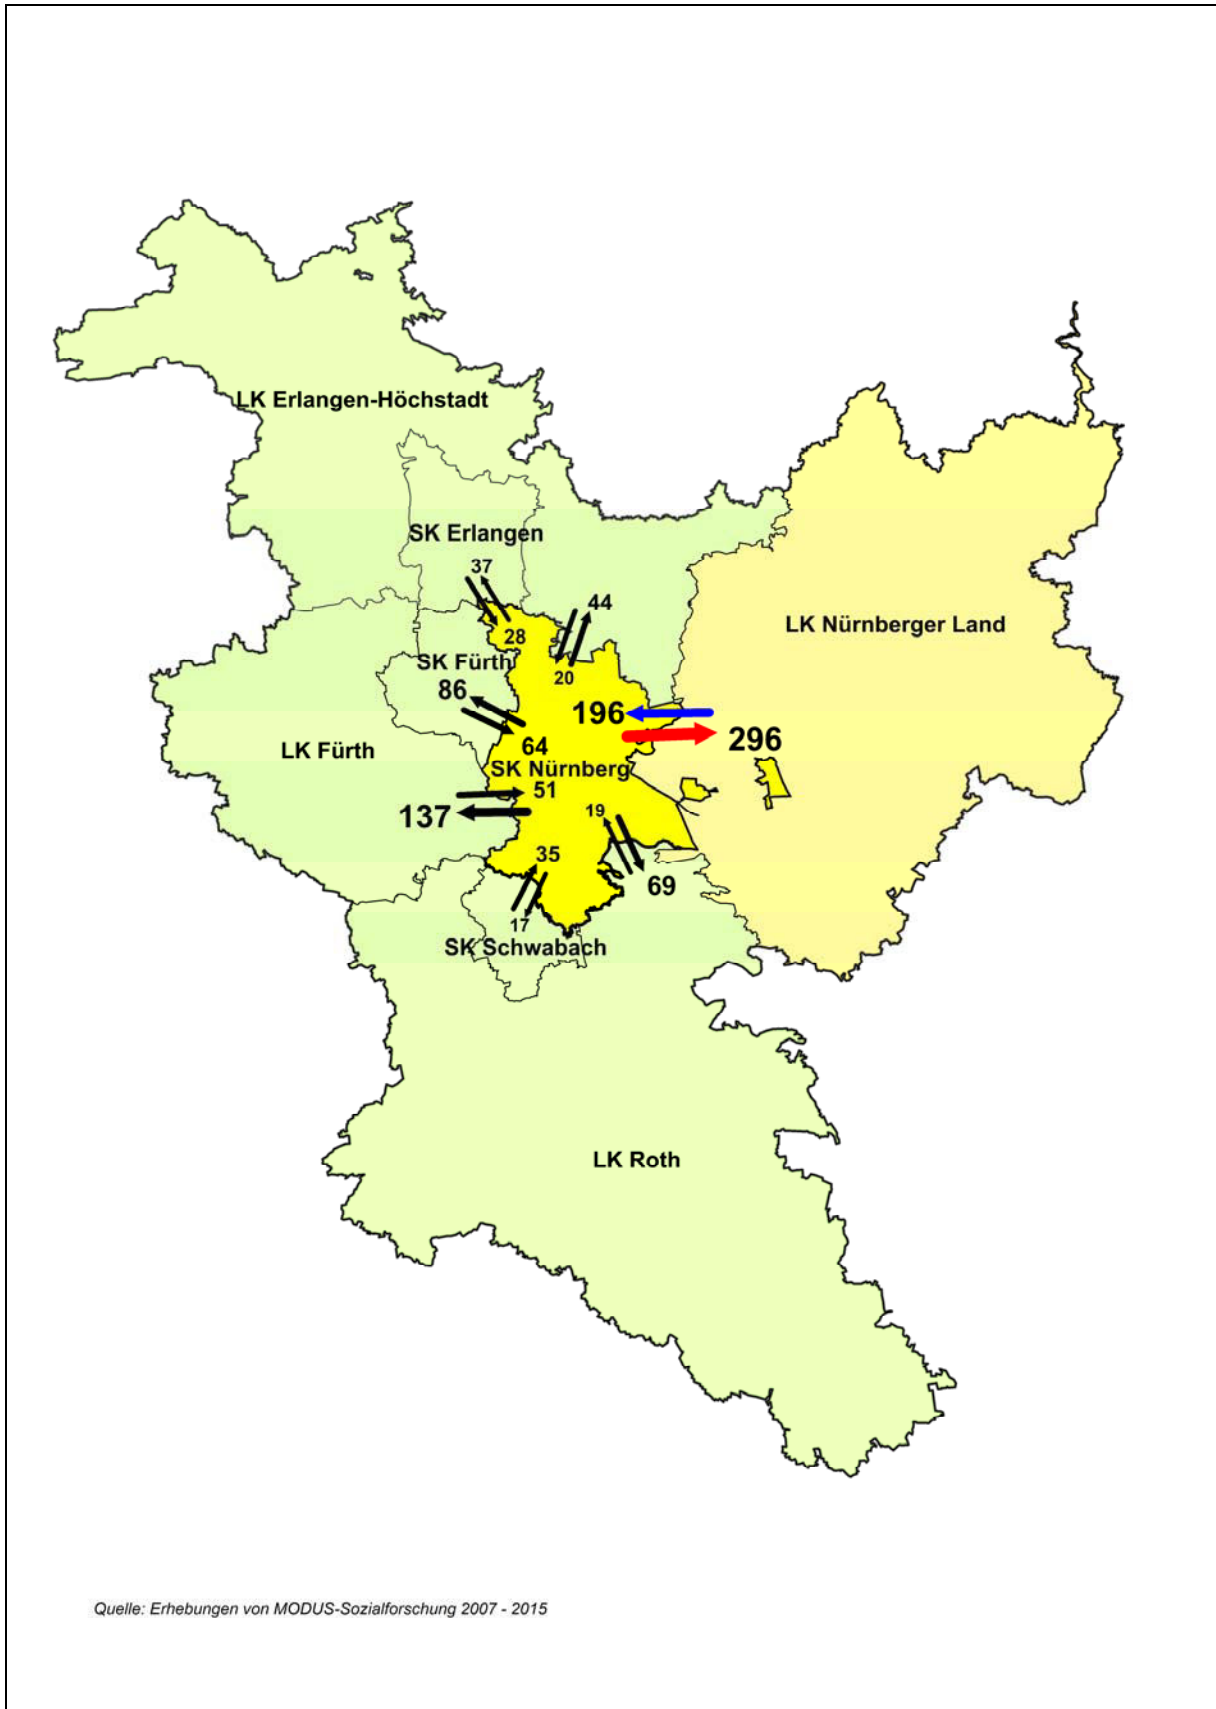 LK Erlangen-Höchstadt
SK Erlangen
37
44
28
LK Nürnberger Land
SK Fürth
20
86
196
296
64
LK Fürth
SK Nürnberg
51
137
19
35
69
17
SK Schwabach
LK Roth
Quelle: Erhebungen von MODUS-Sozialforschung 2007 - 2015